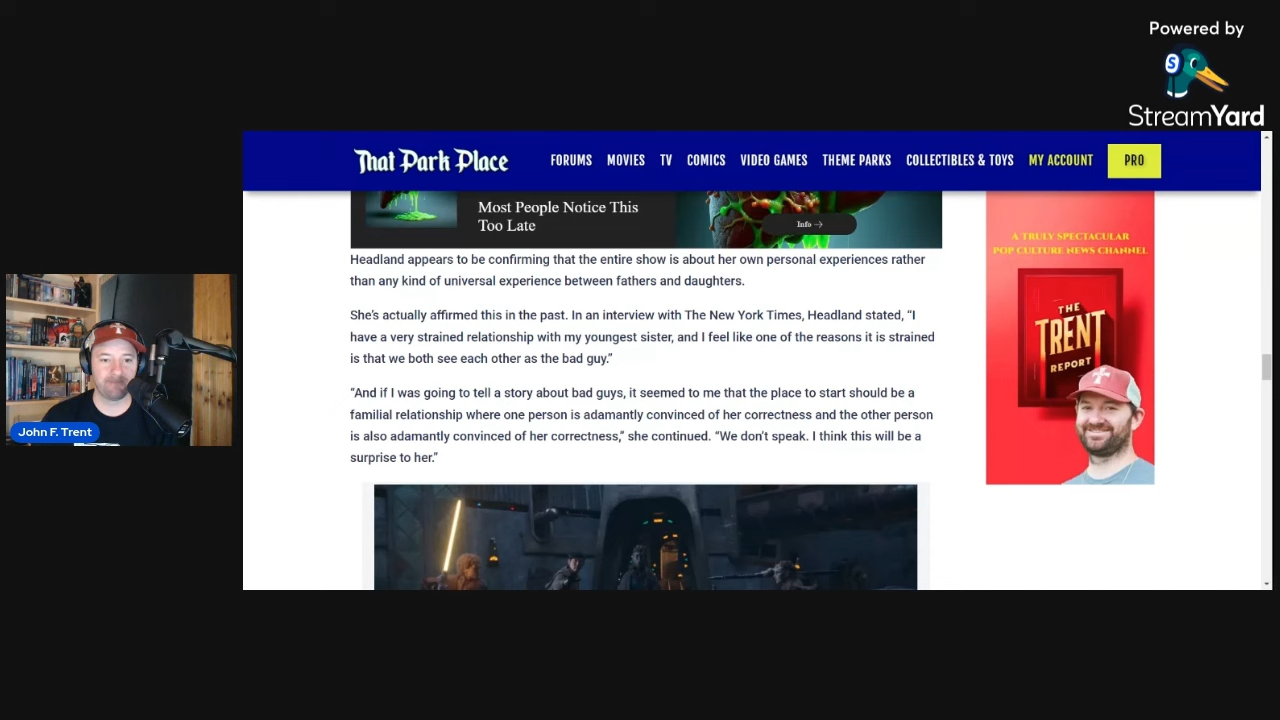 Powered by
S
StreamYard
That Park Place
FORUMS MOVIES TV COMICS VIDEO GAMES THEME PARKS COLLECTIBLES & TOYS MY ACCOUNT PRO
Most People Notice This
Too Late
Info →
Headland appears to be confirming that the entire show is about her own personal experiences rather
than any kind of universal experience between fathers and daughters.
She’s actually affirmed this in the past. In an interview with The New York Times, Headland stated, “I
have a very strained relationship with my youngest sister, and I feel like one of the reasons it is strained
is that we both see each other as the bad guy.”
“And if I was going to tell a story about bad guys, it seemed to me that the place to start should be a
familial relationship where one person is adamantly convinced of her correctness and the other person
is also adamantly convinced of her correctness,” she continued. “We don’t speak. I think this will be a
surprise to her.”
A TRULY SPECTACULAR
POP CULTURE NEWS CHANNEL
THE
TRENT
REPORT
John F. Trent